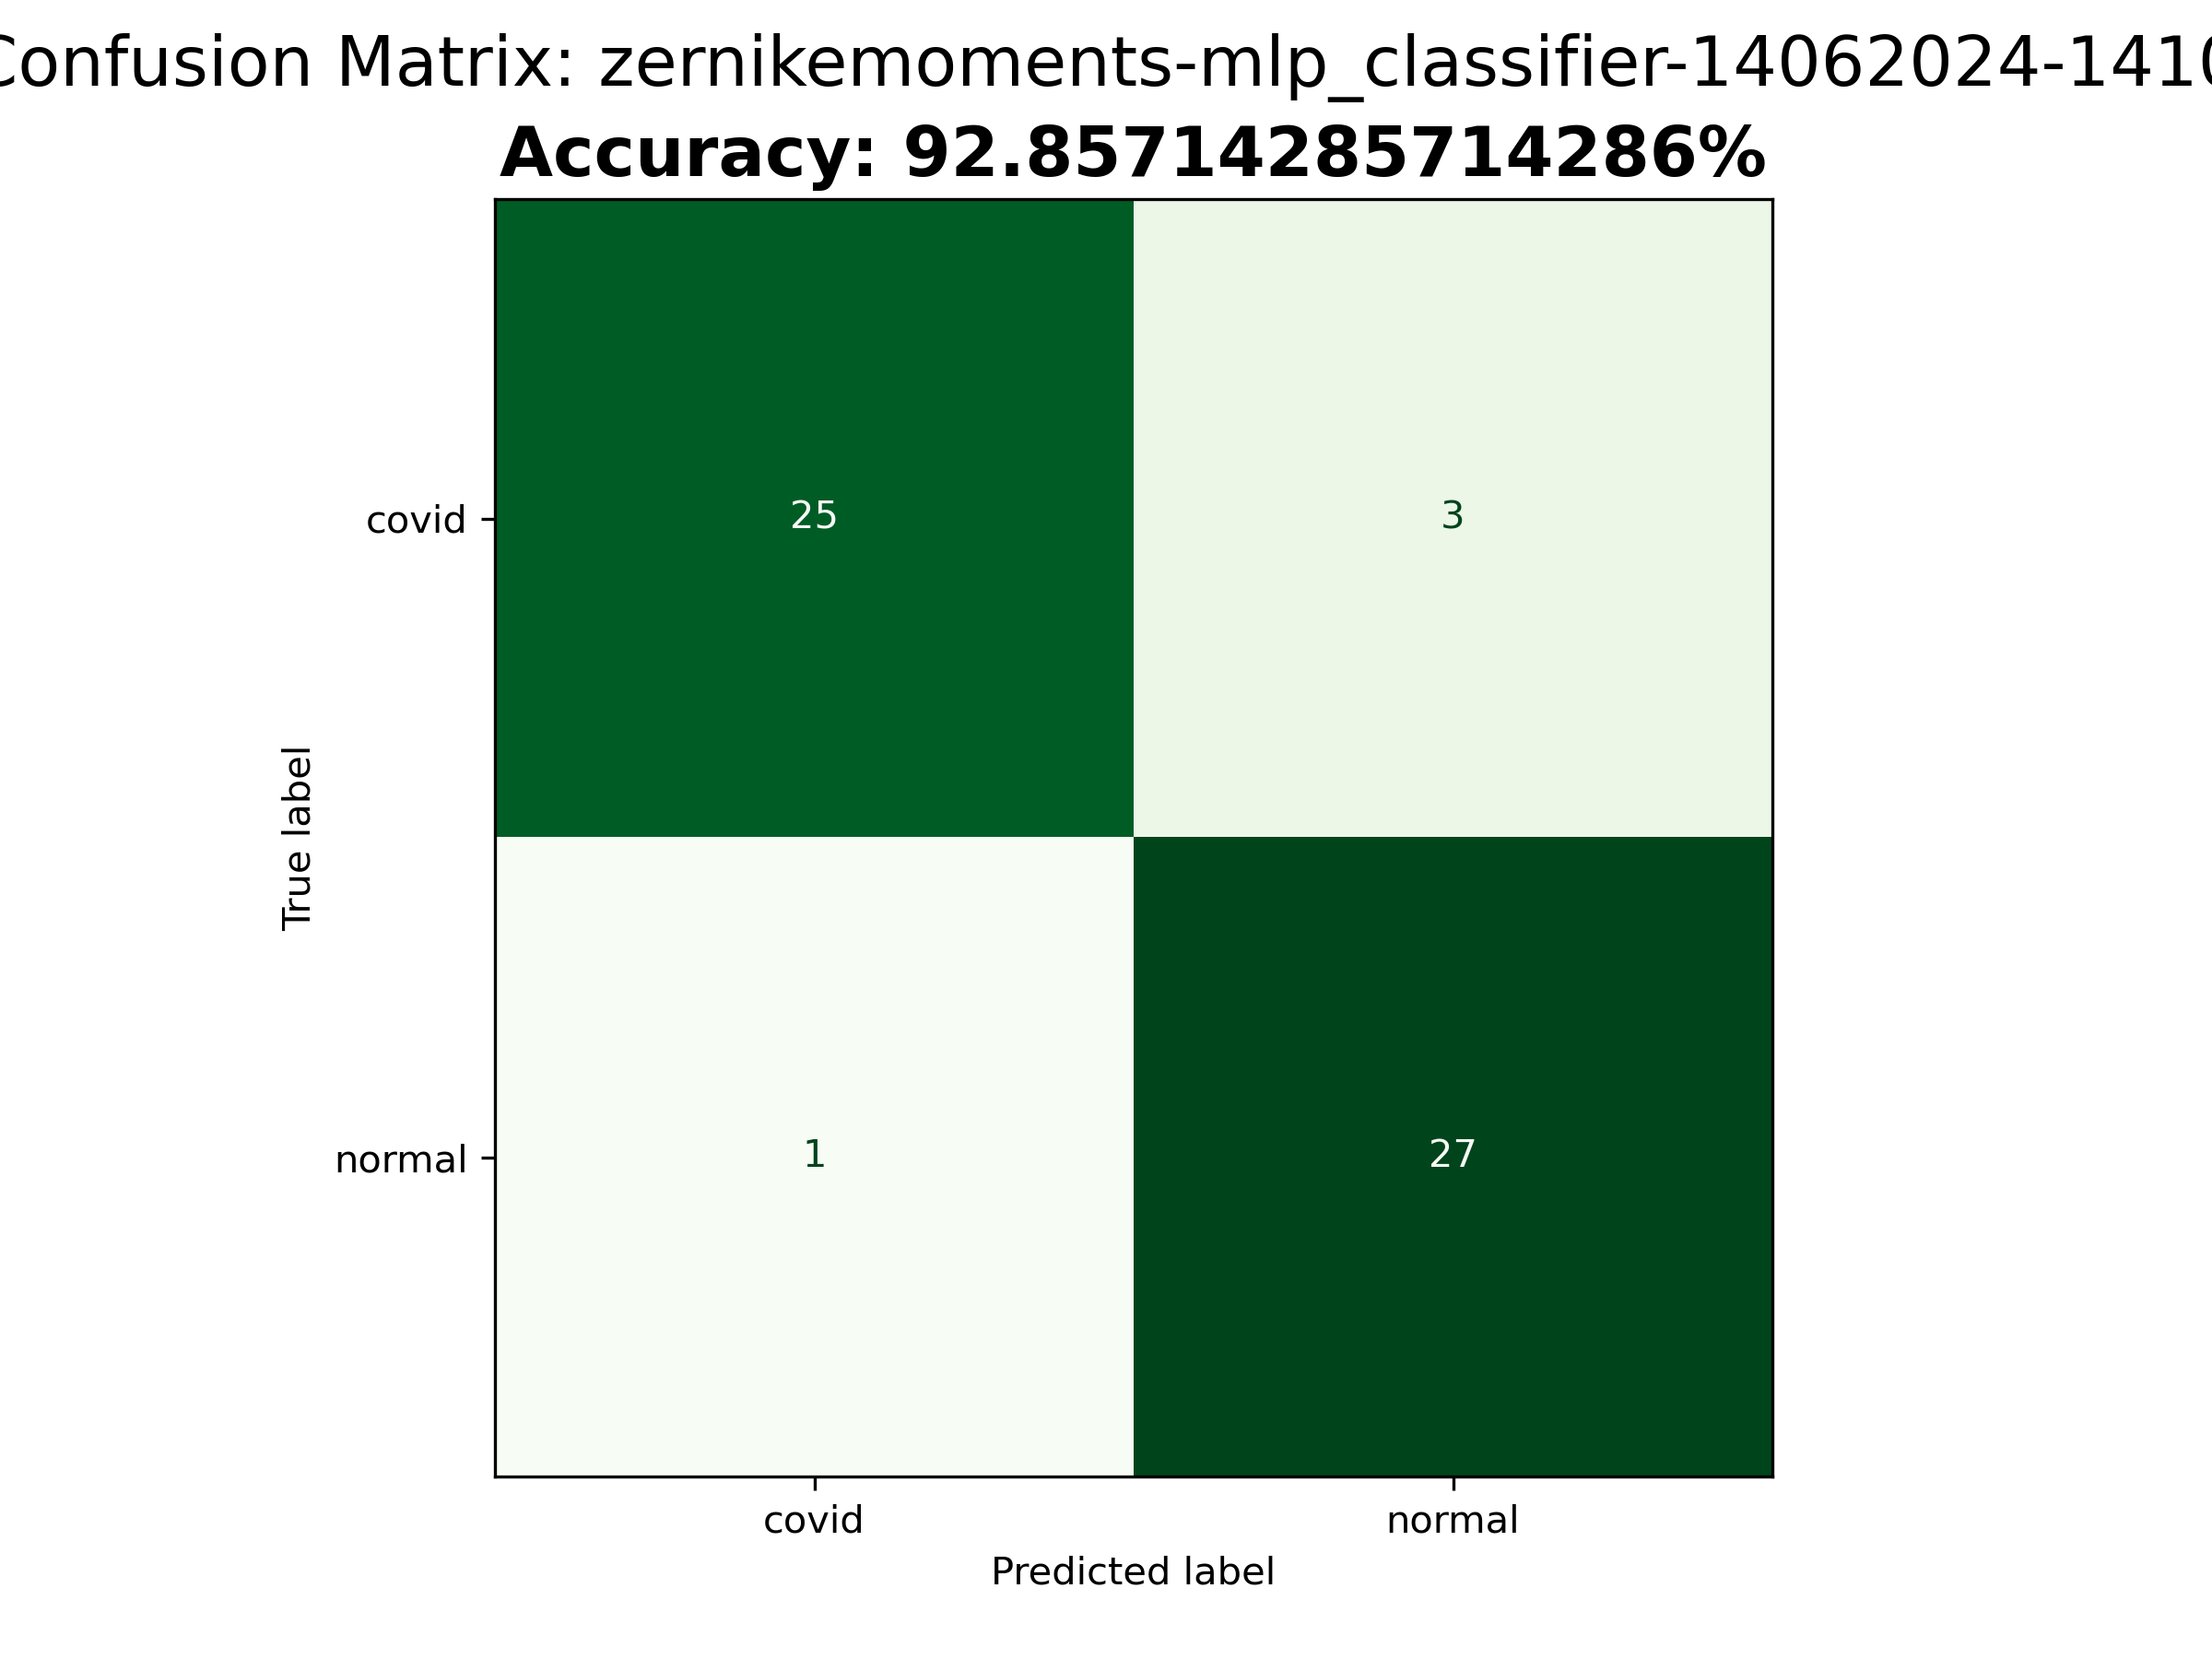 Confusion Matrix: zernikemoments-mlp_classifier-14062024-1410
Accuracy: 92.85714285714286%
covid
25
3
True label
normal
1
27
covid
normal
Predicted label